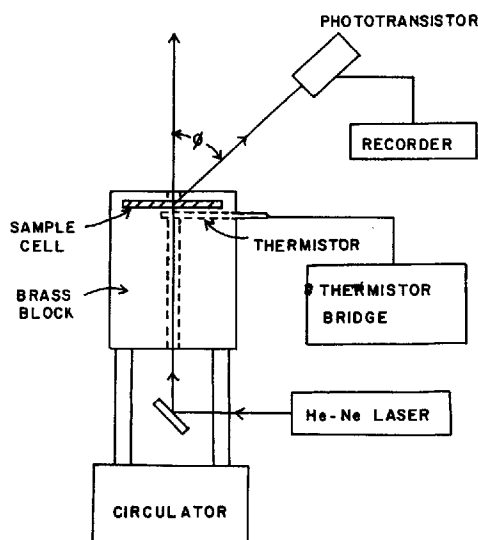 PHOTOTRANSISTOR
ø
RECORDER
SAMPLE
CELL
THERMISTOR
BRASS
BLOCK
THERMISTOR
BRIDGE
He-Ne LASER
CIRCULATOR